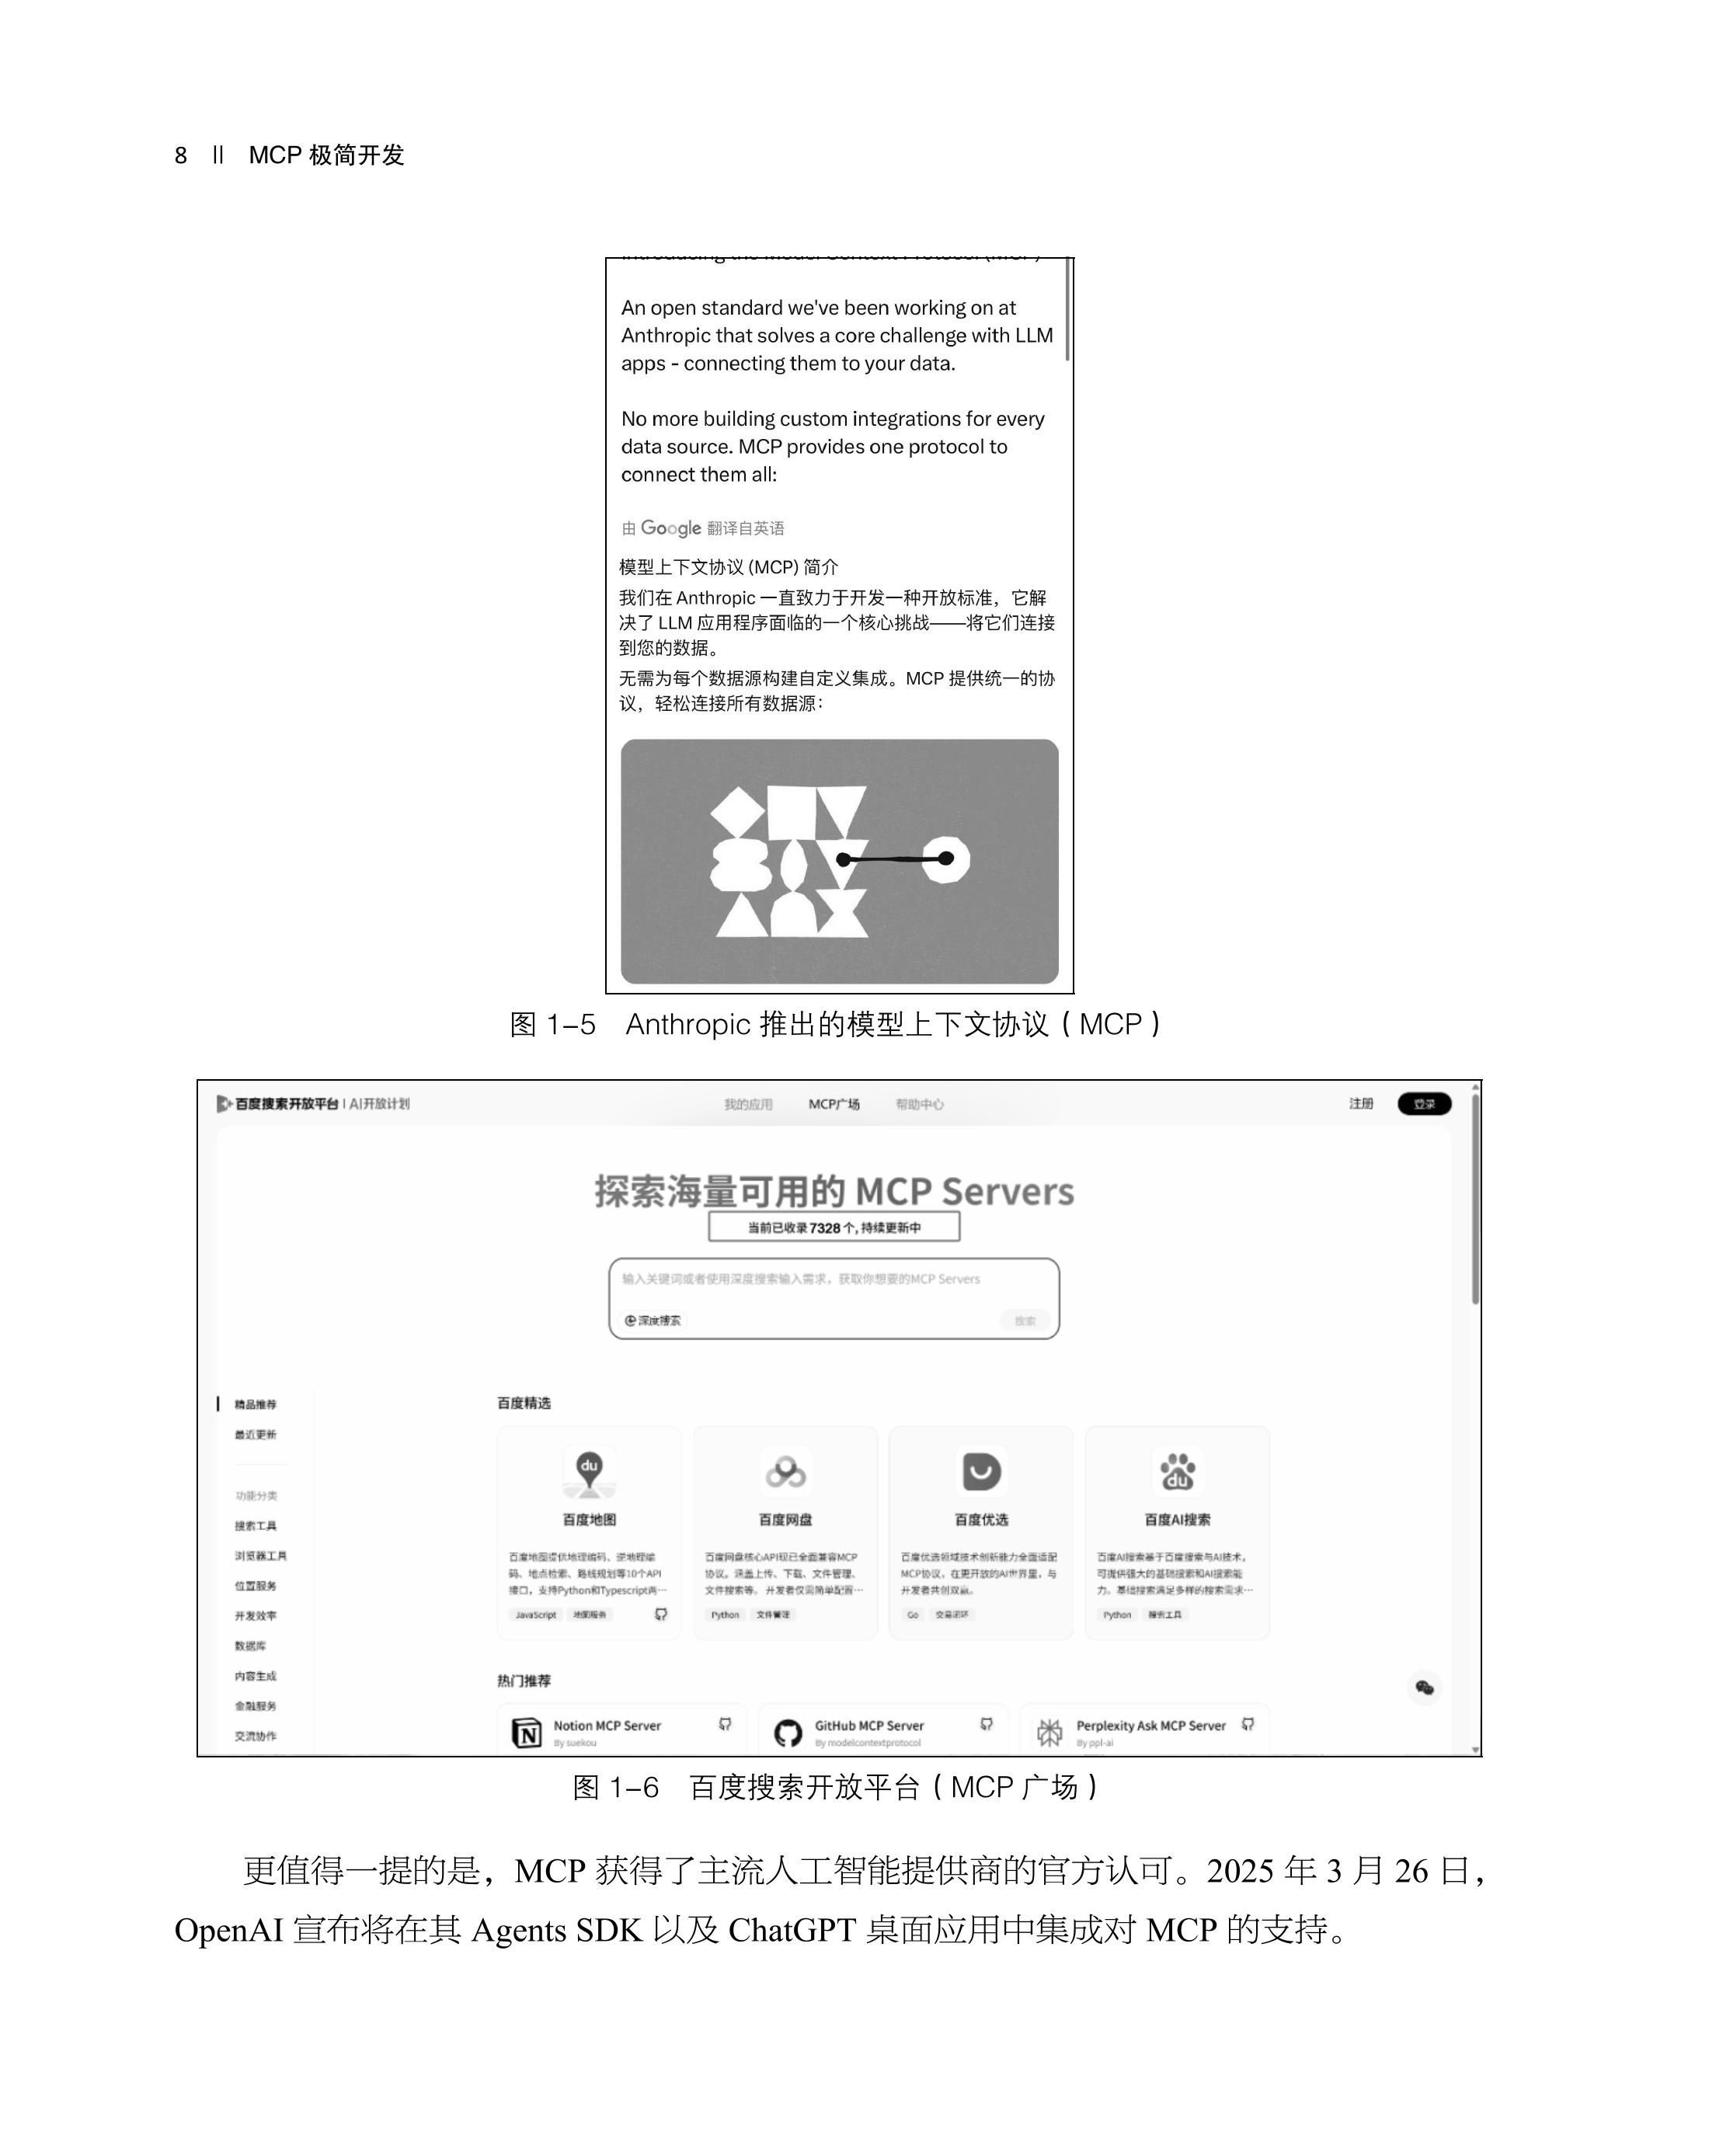 8 || MCP 极简开发
An open standard we've been working on at
Anthropic that solves a core challenge with LLM
apps - connecting them to your data.
No more building custom integrations for every
data source. MCP provides one protocol to
connect them all:
由 Google 翻译自英语
模型上下文协议 (MCP) 简介
我们在 Anthropic 一直致力于开发一种开放标准，它解
决了 LLM 应用程序面临的一个核心挑战——将它们连接
到您的数据。
无需为每个数据源构建自定义集成。MCP 提供统一的协
议，轻松连接所有数据源：
图 1-5 Anthropic 推出的模型上下文协议（MCP）
百度搜索开放平台 | AI开放计划
我的应用 MCP广场 帮助中心
注册 登录
探索海量可用的 MCP Servers
当前已收录 7328 个, 持续更新中
输入关键词或者使用深度搜索输入需求，获取你想要的MCP Servers
深度搜索 搜索
精品推荐
最近更新
功能分类
搜索工具
浏览器工具
位置服务
开发效率
数据库
内容生成
金融服务
交流协作
百度精选
du
百度地图
百度地图提供地理编码、逆地理编
码、地点检索、路线规划等10个API
接口，支持Python和Typescript两…
JavaScript 地图服务
百度网盘
百度网盘核心API现已全面兼容MCP
协议。涵盖上传、下载、文件管理、
文件搜索等。 开发者仅需简单配置…
Python 文件管理
百度优选
百度优选领域技术创新能力全面适配
MCP协议，在更开放的AI世界里，与
开发者共创双赢。
Go 交易闭环
du
百度AI搜索
百度AI搜索基于百度搜索与AI技术，
可提供强大的基础搜索和AI搜索能
力。基础搜索满足多样的搜索需求…
Python 搜索工具
热门推荐
Notion MCP Server
By suekou
GitHub MCP Server
By modelcontextprotocol
Perplexity Ask MCP Server
By ppl-ai
图 1-6 百度搜索开放平台（MCP 广场）
更值得一提的是，MCP 获得了主流人工智能提供商的官方认可。2025 年 3 月 26 日，
OpenAI 宣布将在其 Agents SDK 以及 ChatGPT 桌面应用中集成对 MCP 的支持。